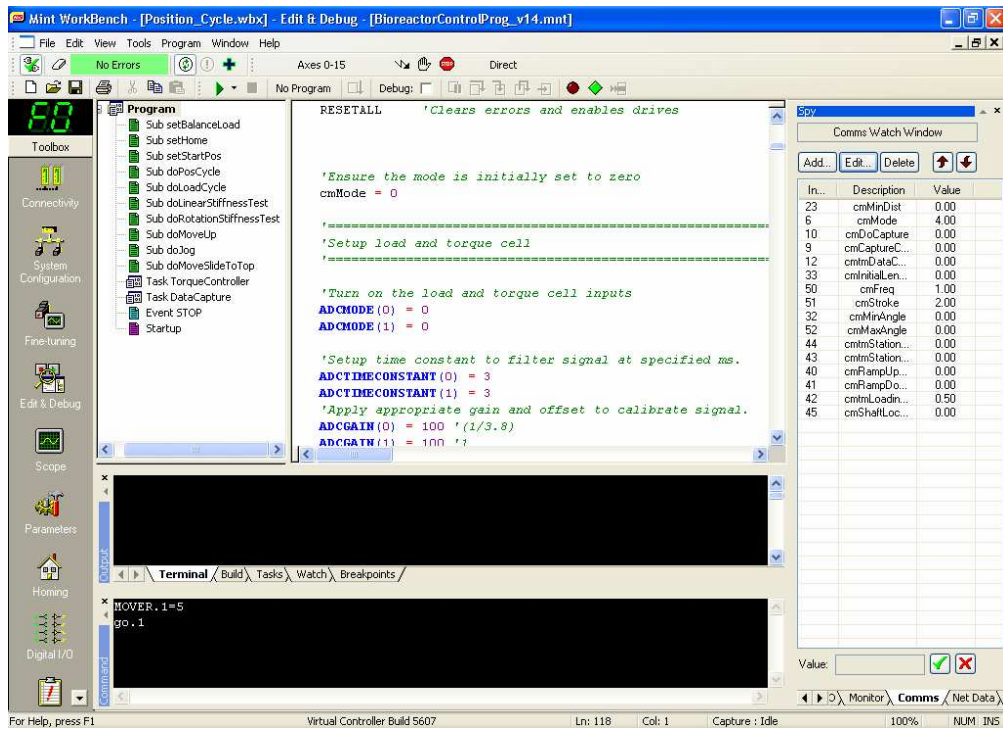 Mint WorkBench - [Position_Cycle.wbx] - Edit & Debug - [BioreactorControlProg_v14.mnt]
File Edit View Tools Program Window Help
No Errors Axes 0-15 Direct
No Program Debug:
Toolbox
Connectivity
System
Configuration
Fine-tuning
Edit & Debug
Scope
Parameters
Homing
Digital I/O
Program
Sub setBalanceLoad
Sub setHome
Sub setStartPos
Sub doPosCycle
Sub doLoadCycle
Sub doLinearStiffnessTest
Sub doRotationStiffnessTest
Sub doMoveUp
Sub doJog
Sub doMoveSlideToTop
Task TorqueController
Task DataCapture
Event STOP
Startup
RESETALL 'Clears errors and enables drives
'Ensure the mode is initially set to zero
cmMode = 0
'==================================================
'Setup load and torque cell
'==================================================
'Turn on the load and torque cell inputs
ADCMODE(0) = 0
ADCMODE(1) = 0
'Setup time constant to filter signal at specified ms.
ADCTIMECONSTANT(0) = 3
ADCTIMECONSTANT(1) = 3
'Apply appropriate gain and offset to calibrate signal.
ADCGAIN(0) = 100 '(1/3.8)
ADCGAIN(1) = 100 '1
Output
Terminal Build Tasks Watch Breakpoints
Command
MOVER.1=5
go.1
Spy
Comms Watch Window
Add... Edit... Delete
In... Description Value
23 cmMinDist 0.00
6 cmMode 4.00
10 cmDoCapture 0.00
9 cmCaptureC... 0.00
12 cmtmDataC... 0.00
33 cmInitialLen... 0.00
50 cmFreq 1.00
51 cmStroke 2.00
32 cmMinAngle 0.00
52 cmMaxAngle 0.00
44 cmtmStation... 0.00
43 cmtmStation... 0.00
40 cmRampUp... 0.00
41 cmRampDo... 0.00
42 cmtmLoadin... 0.50
45 cmShaftLoc... 0.00
Value:
Monitor Comms Net Data
For Help, press F1 Virtual Controller Build 5607 Ln: 118 Col: 1 Capture : Idle 100% NUM INS